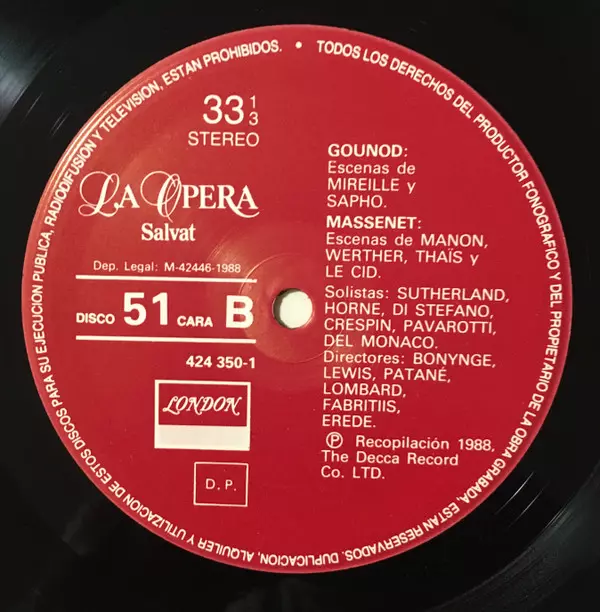 TODOS LOS DERECHOS DEL PRODUCTOR FONOGRAFICO Y DEL PROPIETARIO DE LA OBRA GRABADA, ESTAN RESERVADOS. DUPLICACION, ALQUILER Y UTILIZACION DE ESTOS DISCOS PARA SU EJECUCION PUBLICA, RADIODIFUSION Y TELEVISION, ESTAN PROHIBIDOS. •
33 1/3
STEREO
LA OPERA
Salvat
Dep. Legal: M-42446-1988
DISCO 51 CARA B
424 350-1
LONDON
D. P.
GOUNOD:
Escenas de
MIREILLE y
SAPHO.
MASSENET:
Escenas de MANON,
WERTHER, THAÏS y
LE CID.
Solistas: SUTHERLAND,
HORNE, DI STEFANO,
CRESPIN, PAVAROTTI,
DEL MONACO.
Directores: BONYNGE,
LEWIS, PATANÉ,
LOMBARD,
FABRITIIS,
EREDE.
Ⓟ Recopilación 1988,
The Decca Record
Co. LTD.